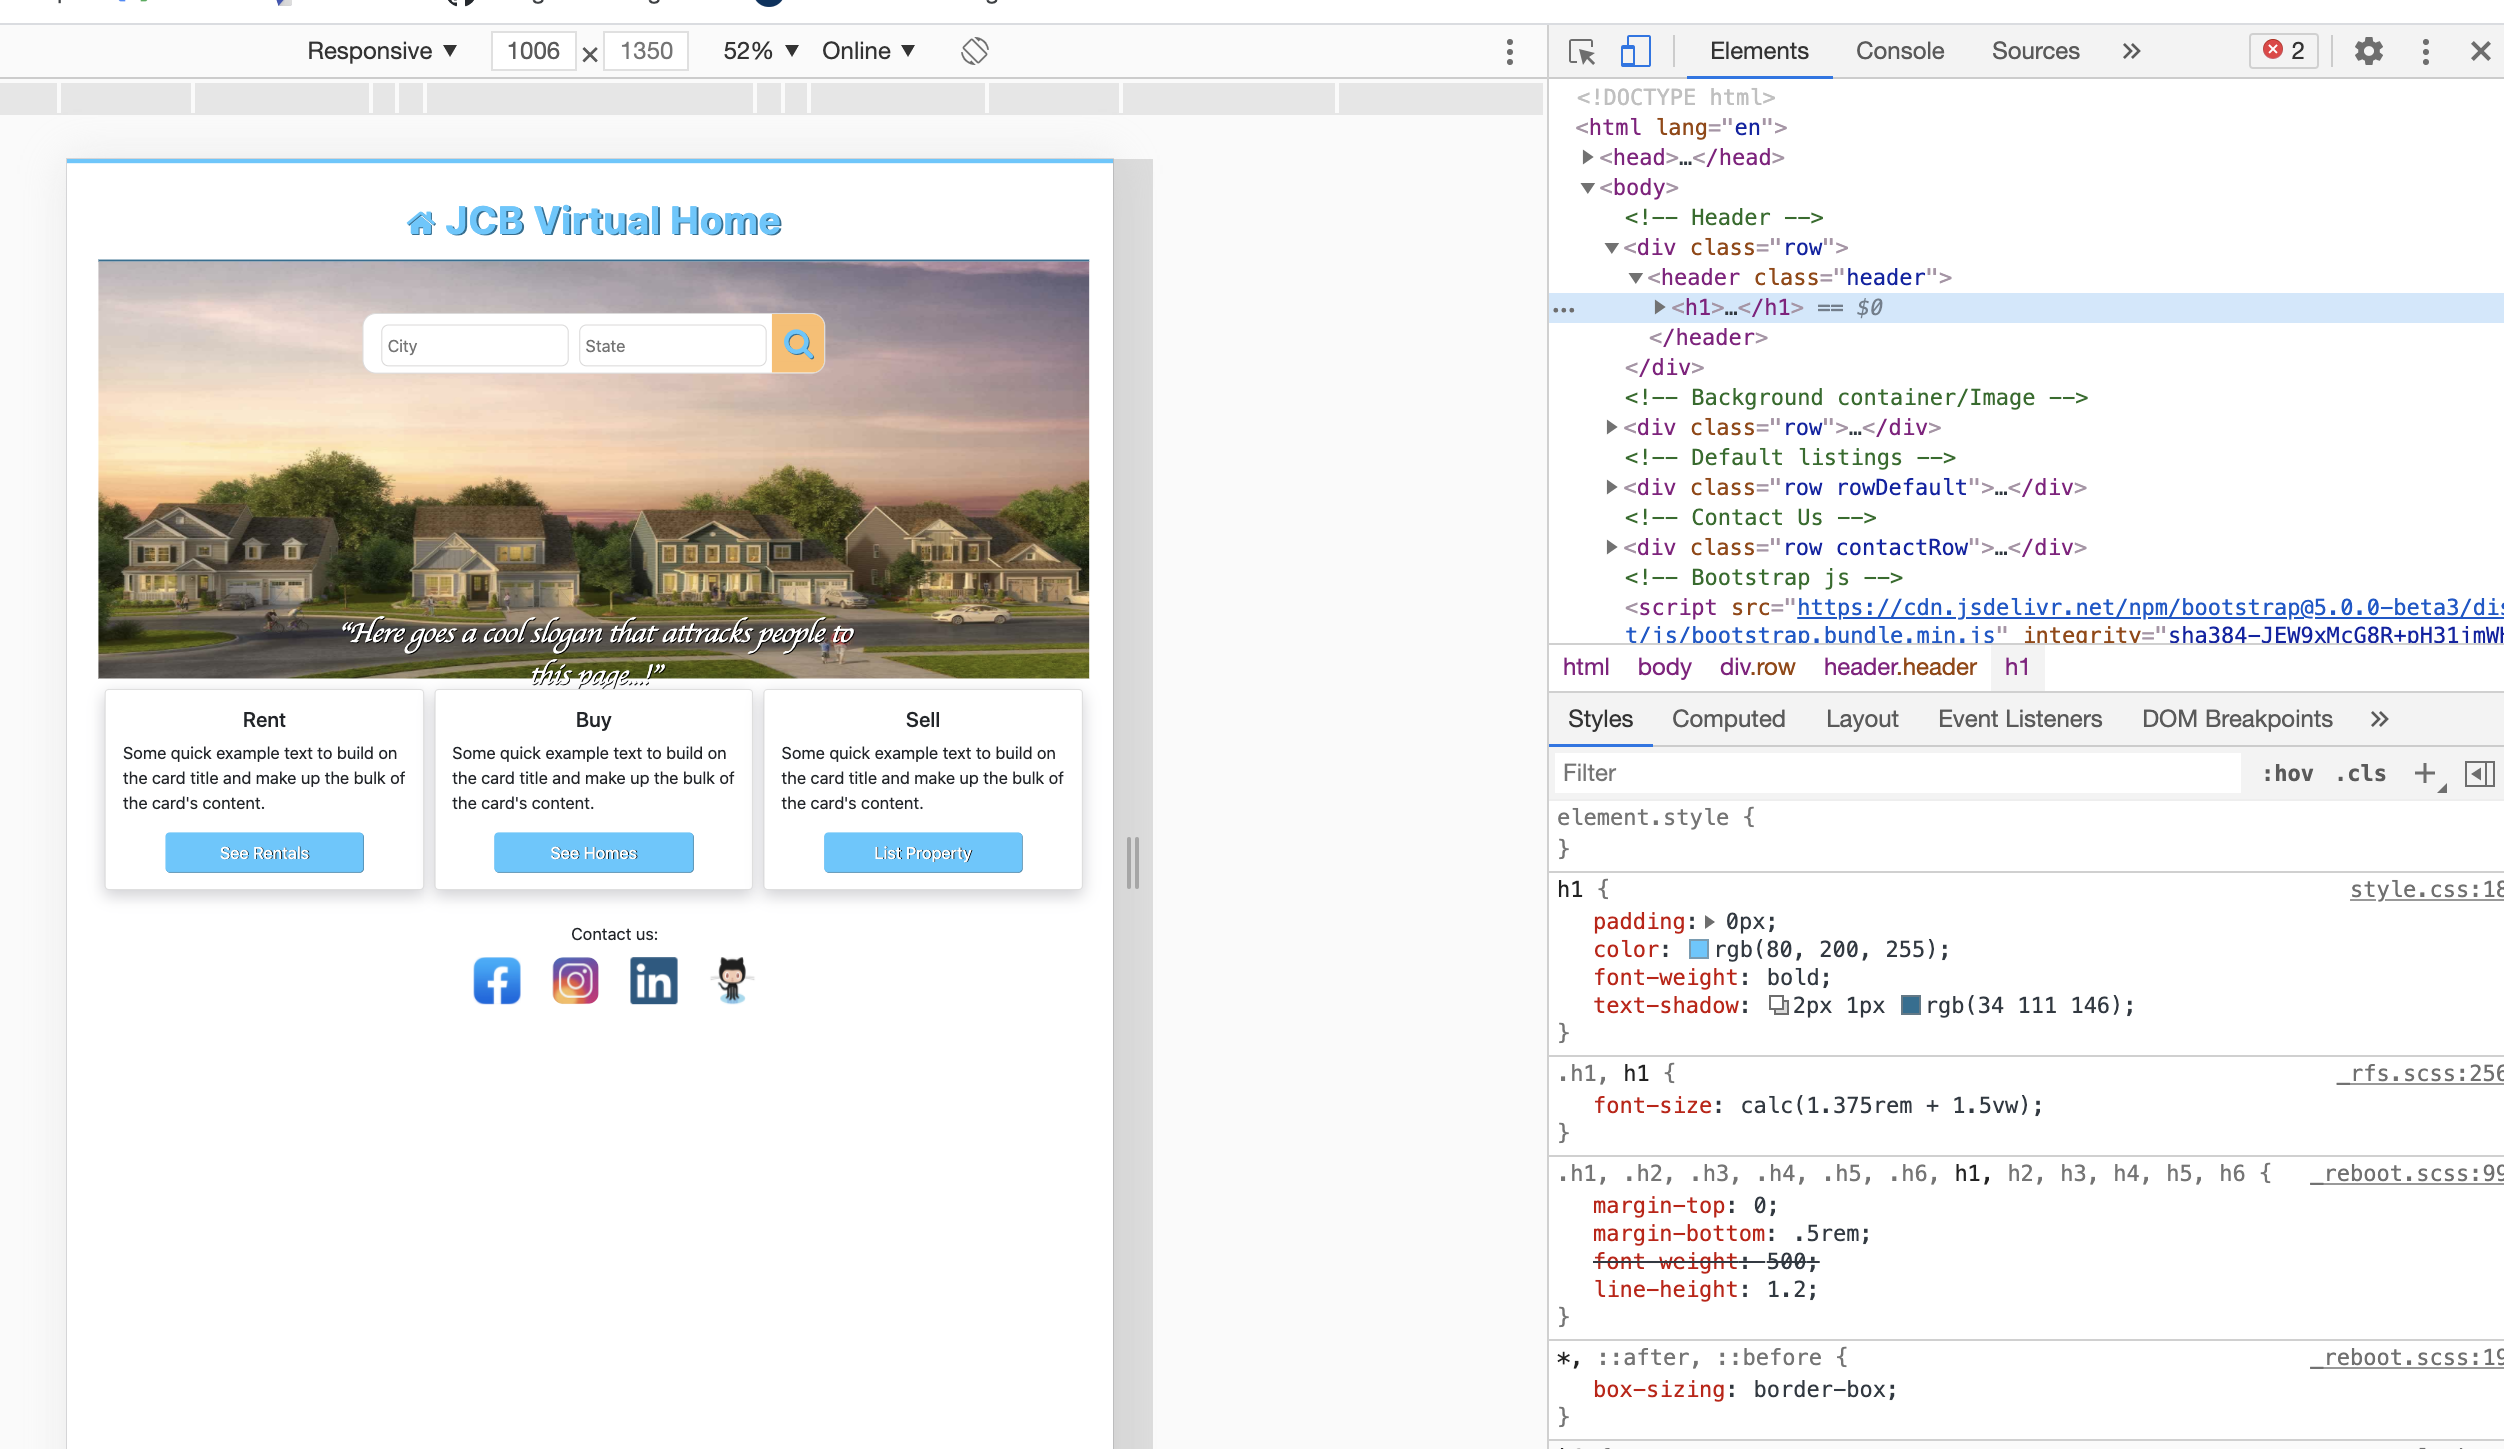 Responsive ▼ 1006 × 1350 52% ▼ Online ▼
Elements Console Sources » 2
JCB Virtual Home
City State
“Here goes a cool slogan that attracks people to
this page...!”
Rent
Some quick example text to build on
the card title and make up the bulk of
the card's content.
See Rentals
Buy
Some quick example text to build on
the card title and make up the bulk of
the card's content.
See Homes
Sell
Some quick example text to build on
the card title and make up the bulk of
the card's content.
List Property
Contact us:
in
<!DOCTYPE html>
<html lang="en">
<head>…</head>
<body>
<!-- Header -->
<div class="row">
<header class="header">
… <h1>…</h1> == $0
</header>
</div>
<!-- Background container/Image -->
<div class="row">…</div>
<!-- Default listings -->
<div class="row rowDefault">…</div>
<!-- Contact Us -->
<div class="row contactRow">…</div>
<!-- Bootstrap js -->
<script src="https://cdn.jsdelivr.net/npm/bootstrap@5.0.0-beta3/dis
t/js/bootstrap.bundle.min.js" integrity="sha384-JEW9xMcG8R+pH31jmW
html body div.row header.header h1
Styles Computed Layout Event Listeners DOM Breakpoints »
Filter :hov .cls +
element.style {
}
h1 { style.css:18
padding: 0px;
color: rgb(80, 200, 255);
font-weight: bold;
text-shadow: 2px 1px rgb(34 111 146);
}
.h1, h1 { _rfs.scss:256
font-size: calc(1.375rem + 1.5vw);
}
.h1, .h2, .h3, .h4, .h5, .h6, h1, h2, h3, h4, h5, h6 { _reboot.scss:99
margin-top: 0;
margin-bottom: .5rem;
font-weight: 500;
line-height: 1.2;
}
*, ::after, ::before { _reboot.scss:19
box-sizing: border-box;
}